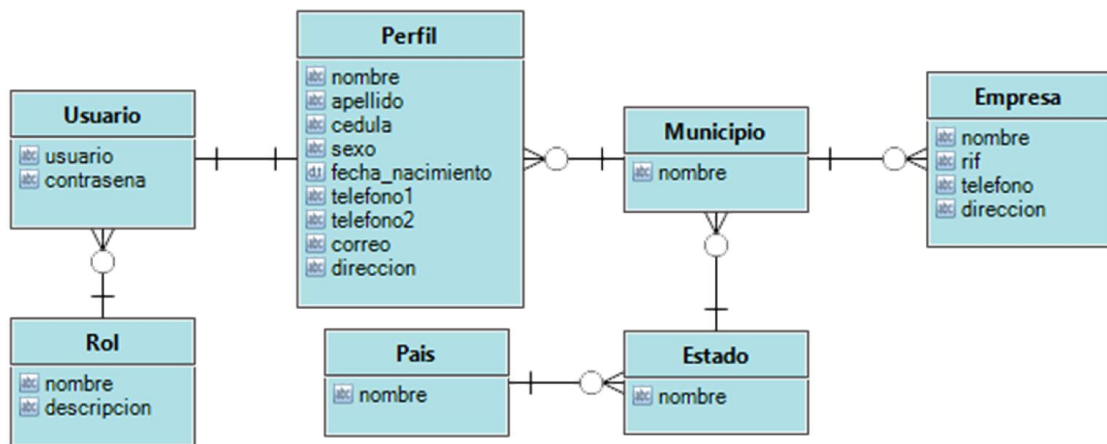 Perfil
nombre
apellido
cedula
sexo
fecha_nacimiento
telefono1
telefono2
correo
direccion
Usuario
usuario
contrasena
Municipio
nombre
Empresa
nombre
rif
telefono
direccion
Rol
nombre
descripcion
Pais
nombre
Estado
nombre